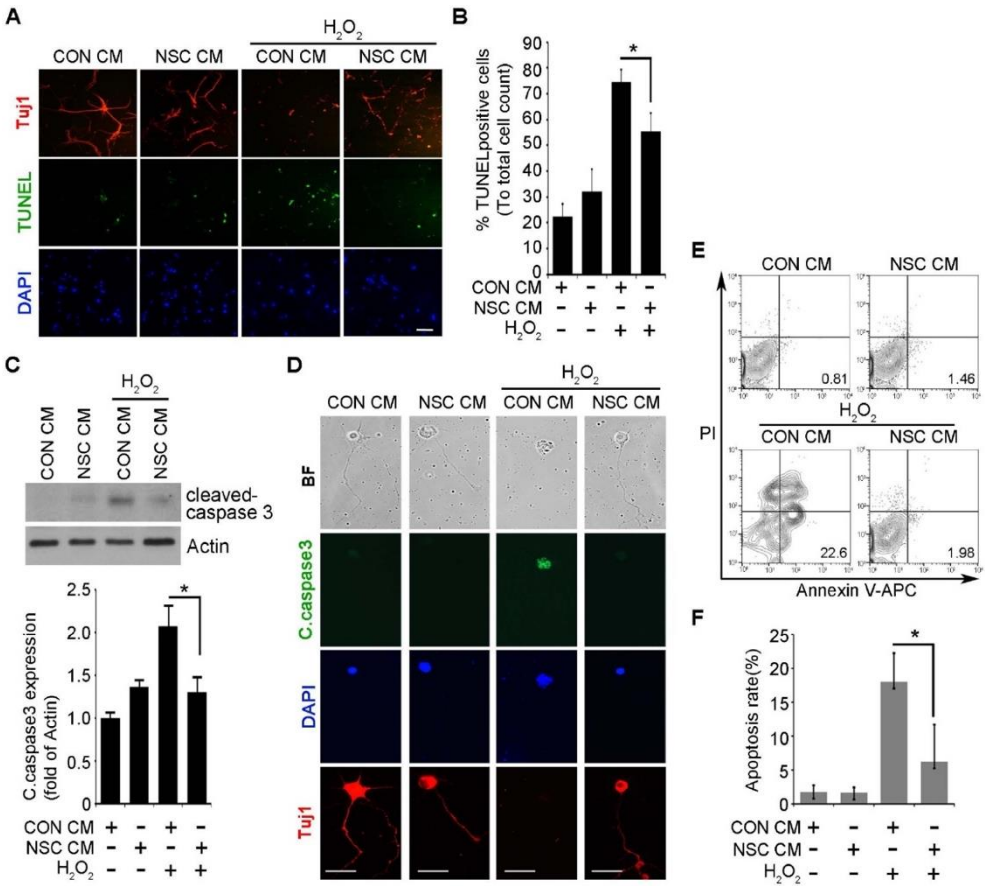 A
H₂O₂
CON CM NSC CM CON CM NSC CM
Tuj1
TUNEL
DAPI
B
% TUNELpositive cells
(To total cell count)
90
80
70
60
50
40
30
20
10
0
*
CON CM + - + -
NSC CM - + - +
H₂O₂ - - + +
C
H₂O₂
CON CM NSC CM CON CM NSC CM
cleaved-
caspase 3
Actin
C.caspase3 expression
(fold of Actin)
2.5
2.0
1.5
1.0
0.5
0.0
*
CON CM + - + -
NSC CM - + - +
H₂O₂ - - + +
D
H₂O₂
CON CM NSC CM CON CM NSC CM
BF
C.caspase3
DAPI
Tuj1
E
CON CM NSC CM
0.81 1.46
H₂O₂
CON CM NSC CM
PI
22.6 1.98
Annexin V-APC
F
Apoptosis rate(%)
25
20
15
10
5
0
*
CON CM + - + -
NSC CM - + - +
H₂O₂ - - + +